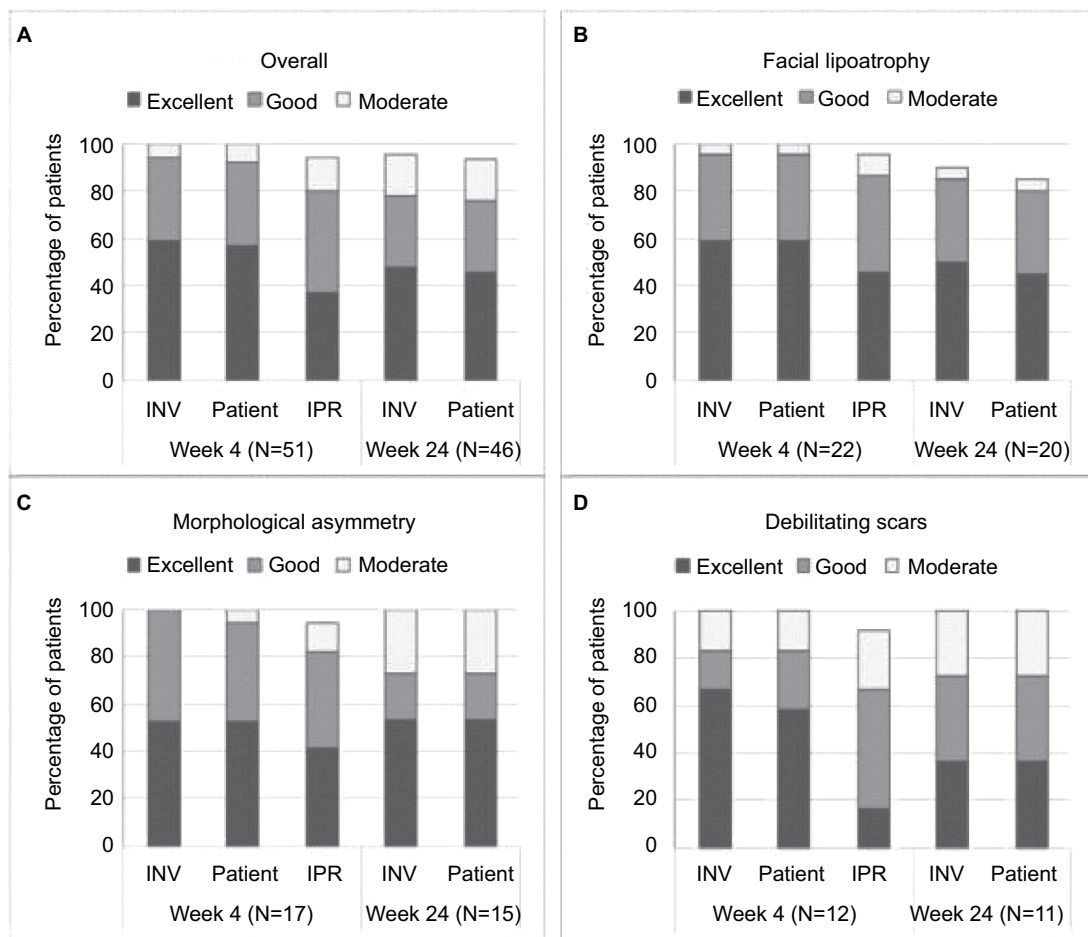 A
Overall
Excellent Good Moderate
Percentage of patients
100
80
60
40
20
0
INV Patient IPR INV Patient
Week 4 (N=51) Week 24 (N=46)
B
Facial lipoatrophy
Excellent Good Moderate
Percentage of patients
100
80
60
40
20
0
INV Patient IPR INV Patient
Week 4 (N=22) Week 24 (N=20)
C
Morphological asymmetry
Excellent Good Moderate
Percentage of patients
100
80
60
40
20
0
INV Patient IPR INV Patient
Week 4 (N=17) Week 24 (N=15)
D
Debilitating scars
Excellent Good Moderate
Percentage of patients
100
80
60
40
20
0
INV Patient IPR INV Patient
Week 4 (N=12) Week 24 (N=11)